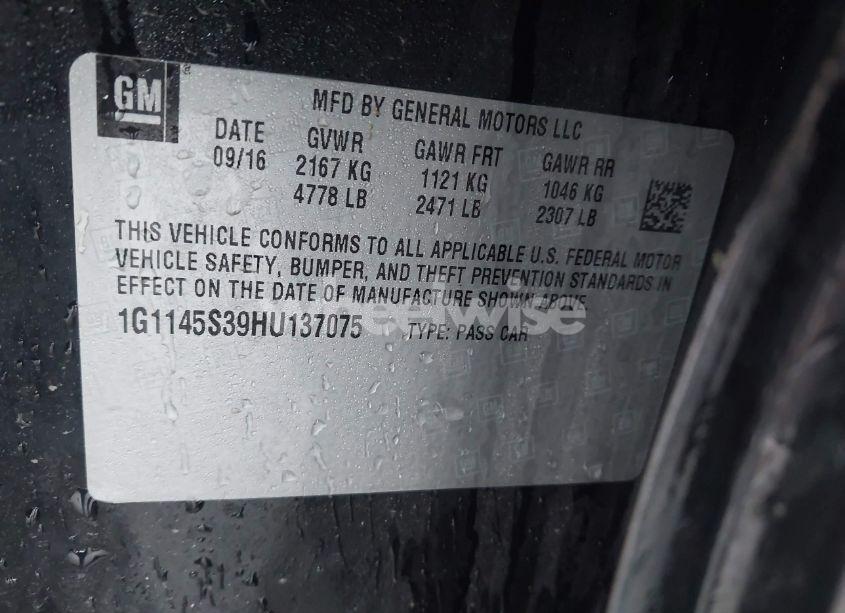 GM
MFD BY GENERAL MOTORS LLC
DATE GVWR GAWR FRT GAWR RR
09/16 2167 KG 1121 KG 1046 KG
4778 LB 2471 LB 2307 LB
THIS VEHICLE CONFORMS TO ALL APPLICABLE U.S. FEDERAL MOTOR
VEHICLE SAFETY, BUMPER, AND THEFT PREVENTION STANDARDS IN
EFFECT ON THE DATE OF MANUFACTURE SHOWN ABOVE
1G1145S39HU137075 TYPE: PASS CAR